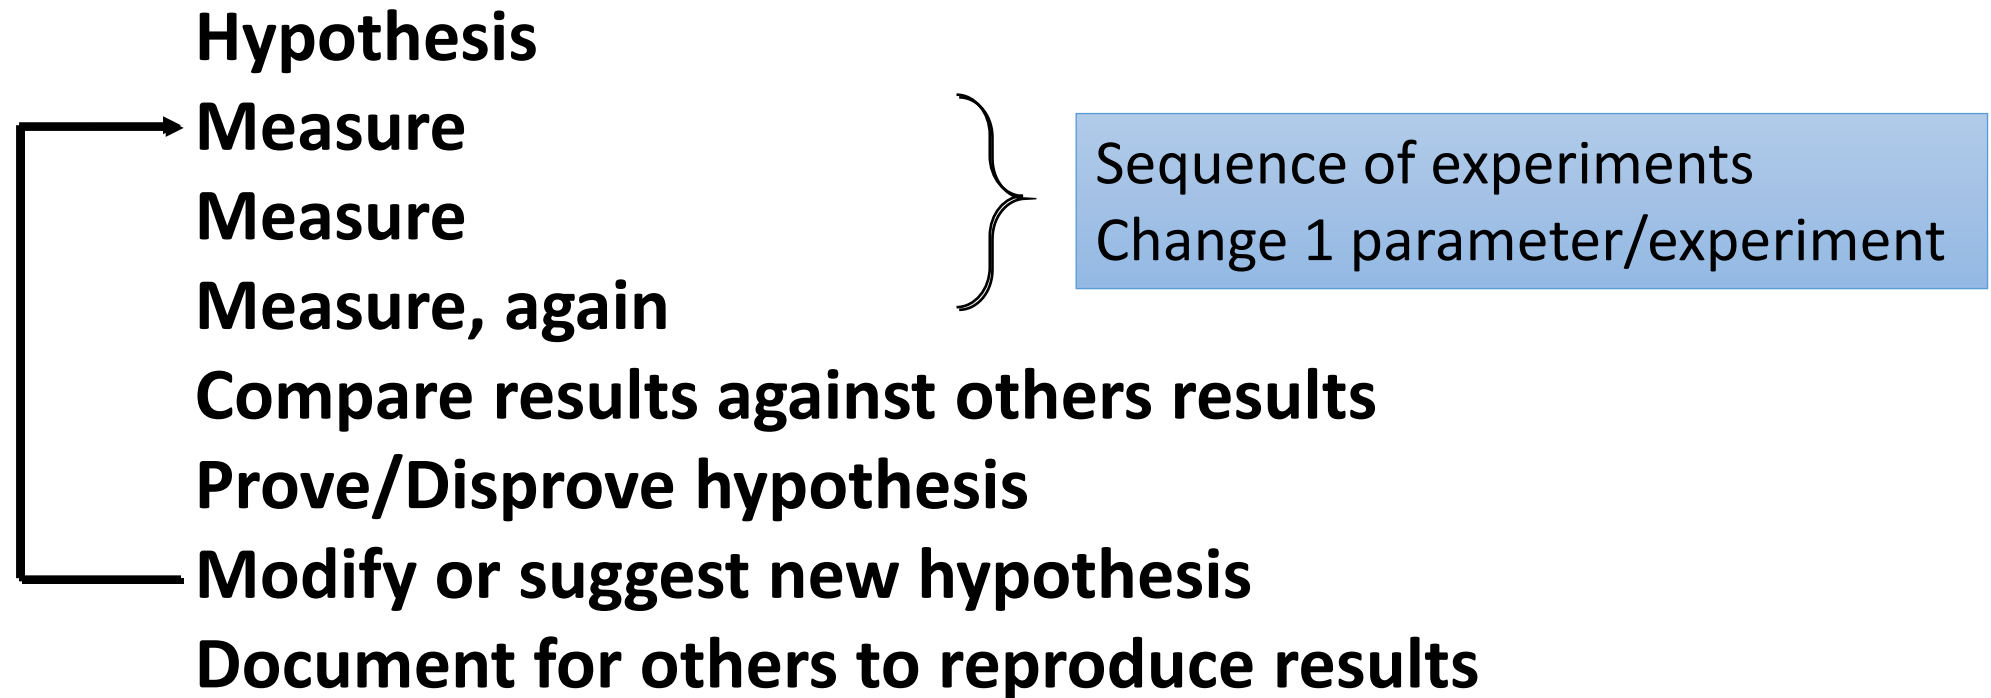 Hypothesis
Measure
Measure
Measure, again
Sequence of experiments
Change 1 parameter/experiment
Compare results against others results
Prove/Disprove hypothesis
Modify or suggest new hypothesis
Document for others to reproduce results